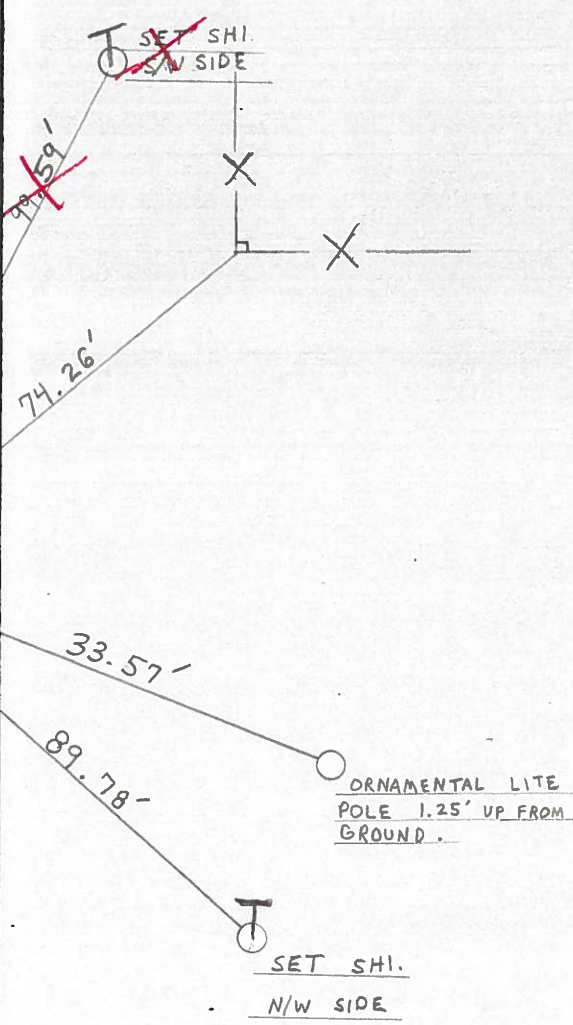 SET SHI.
S/W SIDE
99.59'
X
X
74.26'
33.57'
89.78-
ORNAMENTAL LITE
POLE 1.25' UP FROM
GROUND.
SET SHI.
N/W SIDE